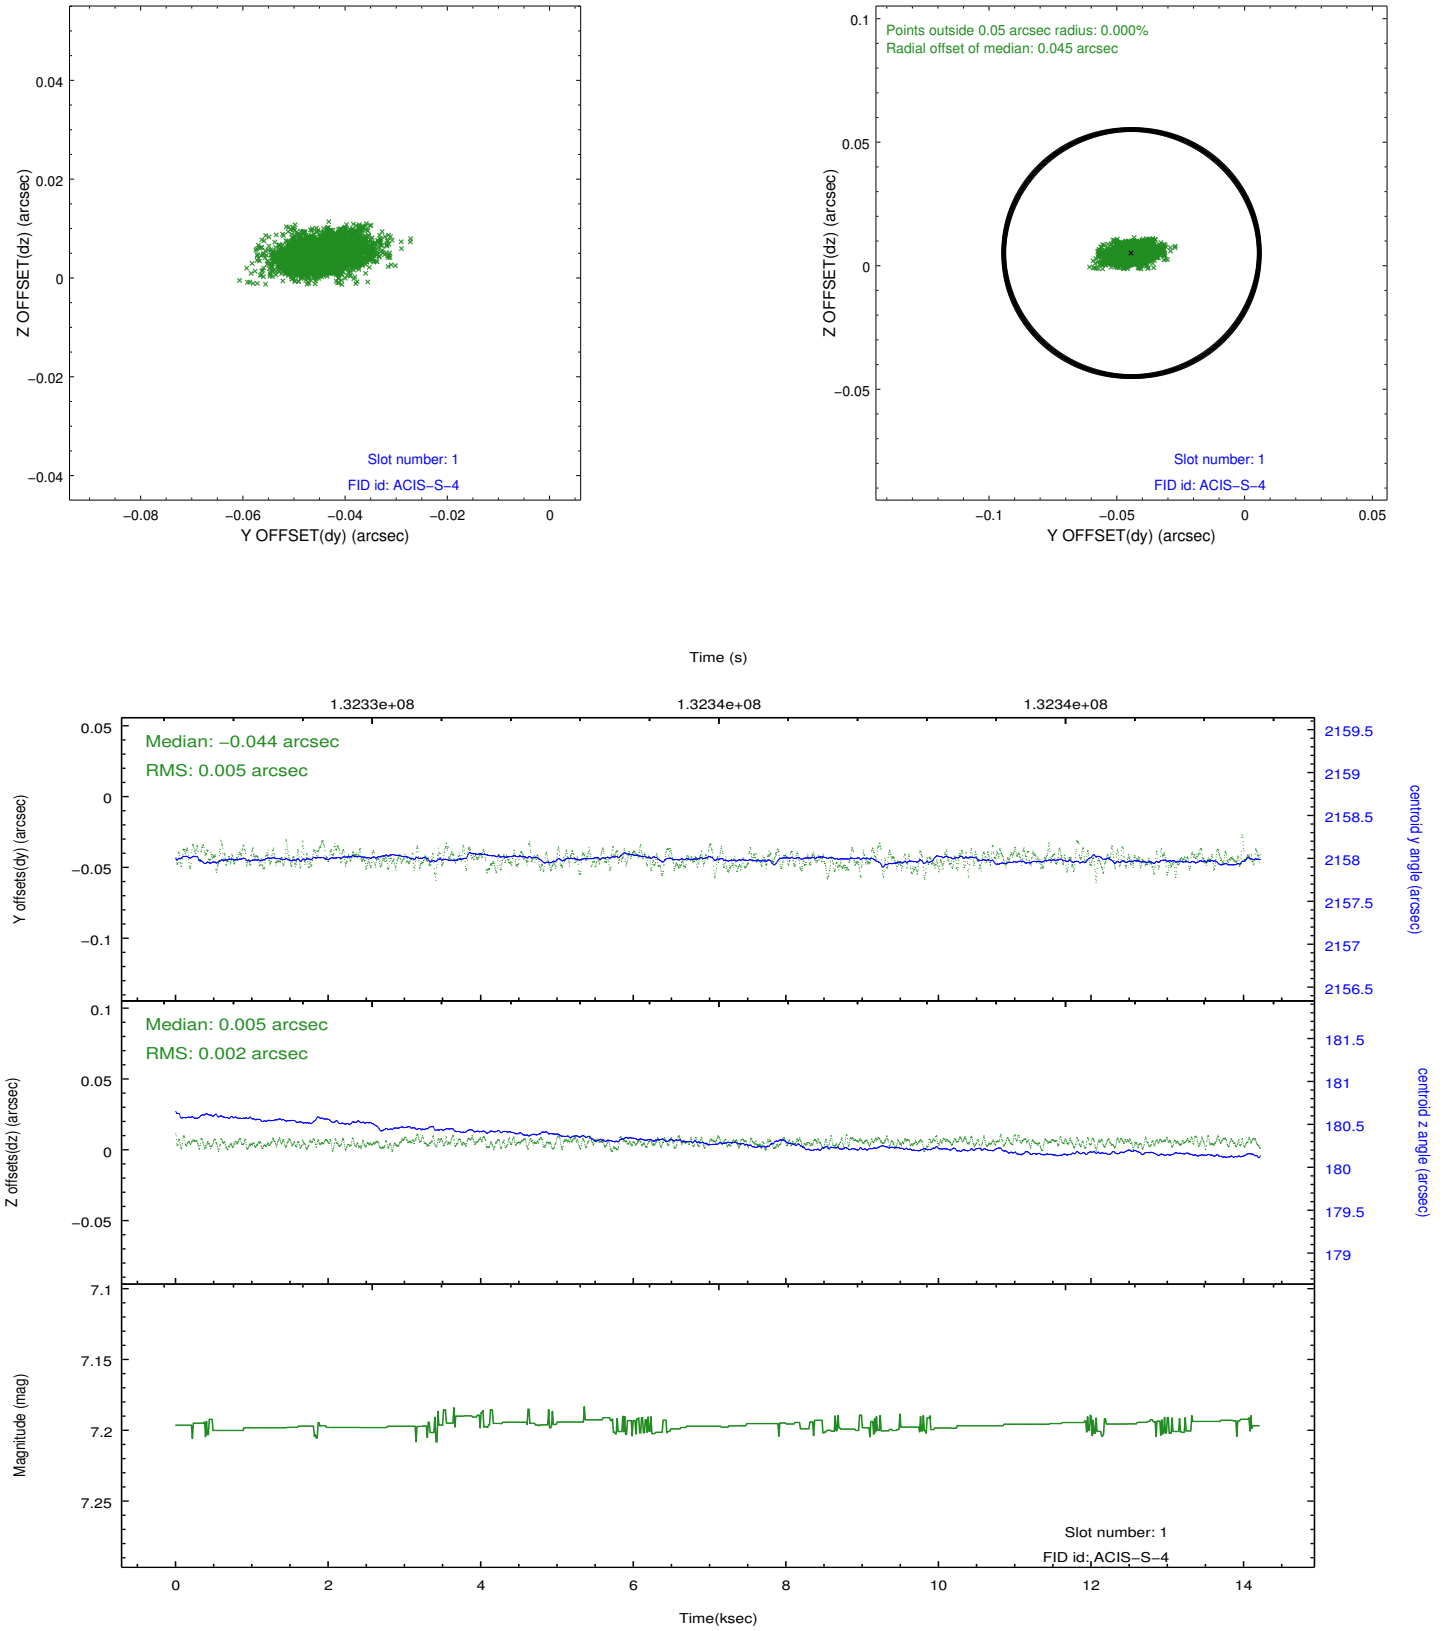 0.04
0.02
0
−0.02
−0.04
Z OFFSET(dz) (arcsec)
Slot number: 1
FID id: ACIS−S−4
−0.08
−0.06
−0.04
−0.02
0
Y OFFSET(dy) (arcsec)
Points outside 0.05 arcsec radius: 0.000%
Radial offset of median: 0.045 arcsec
0.1
0.05
0
−0.05
Z OFFSET(dz) (arcsec)
Slot number: 1
FID id: ACIS−S−4
−0.1
−0.05
0
0.05
Y OFFSET(dy) (arcsec)
Time (s)
1.3233e+08
1.3234e+08
1.3234e+08
Median: −0.044 arcsec
RMS: 0.005 arcsec
0.05
0
−0.05
−0.1
Y offsets(dy) (arcsec)
2159.5
2159
2158.5
2158
2157.5
2157
2156.5
centroid y angle (arcsec)
Median: 0.005 arcsec
RMS: 0.002 arcsec
0.1
0.05
0
−0.05
Z offsets(dz) (arcsec)
181.5
181
180.5
180
179.5
179
centroid z angle (arcsec)
7.1
7.15
7.2
7.25
Magnitude (mag)
Slot number: 1
FID id: ACIS−S−4
0
2
4
6
8
10
12
14
Time(ksec)